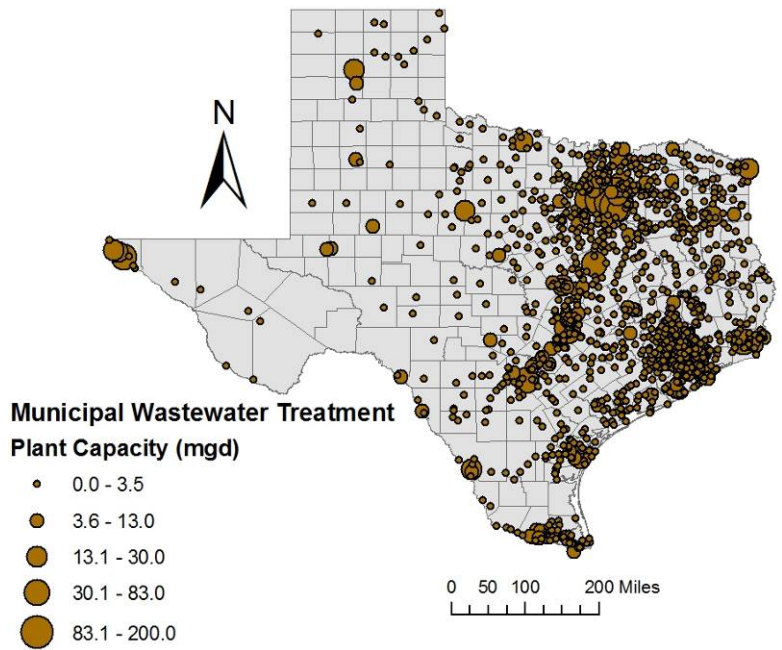 N
Municipal Wastewater Treatment
Plant Capacity (mgd)
0.0 - 3.5
3.6 - 13.0
13.1 - 30.0
30.1 - 83.0
83.1 - 200.0
0 50 100 200 Miles